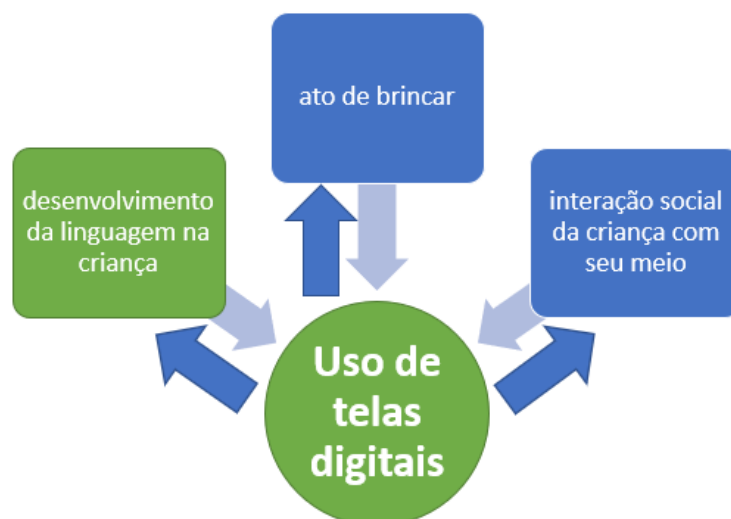 ato de brincar
desenvolvimento
da linguagem na
criança
interação social
da criança com
seu meio
Uso de
telas
digitais